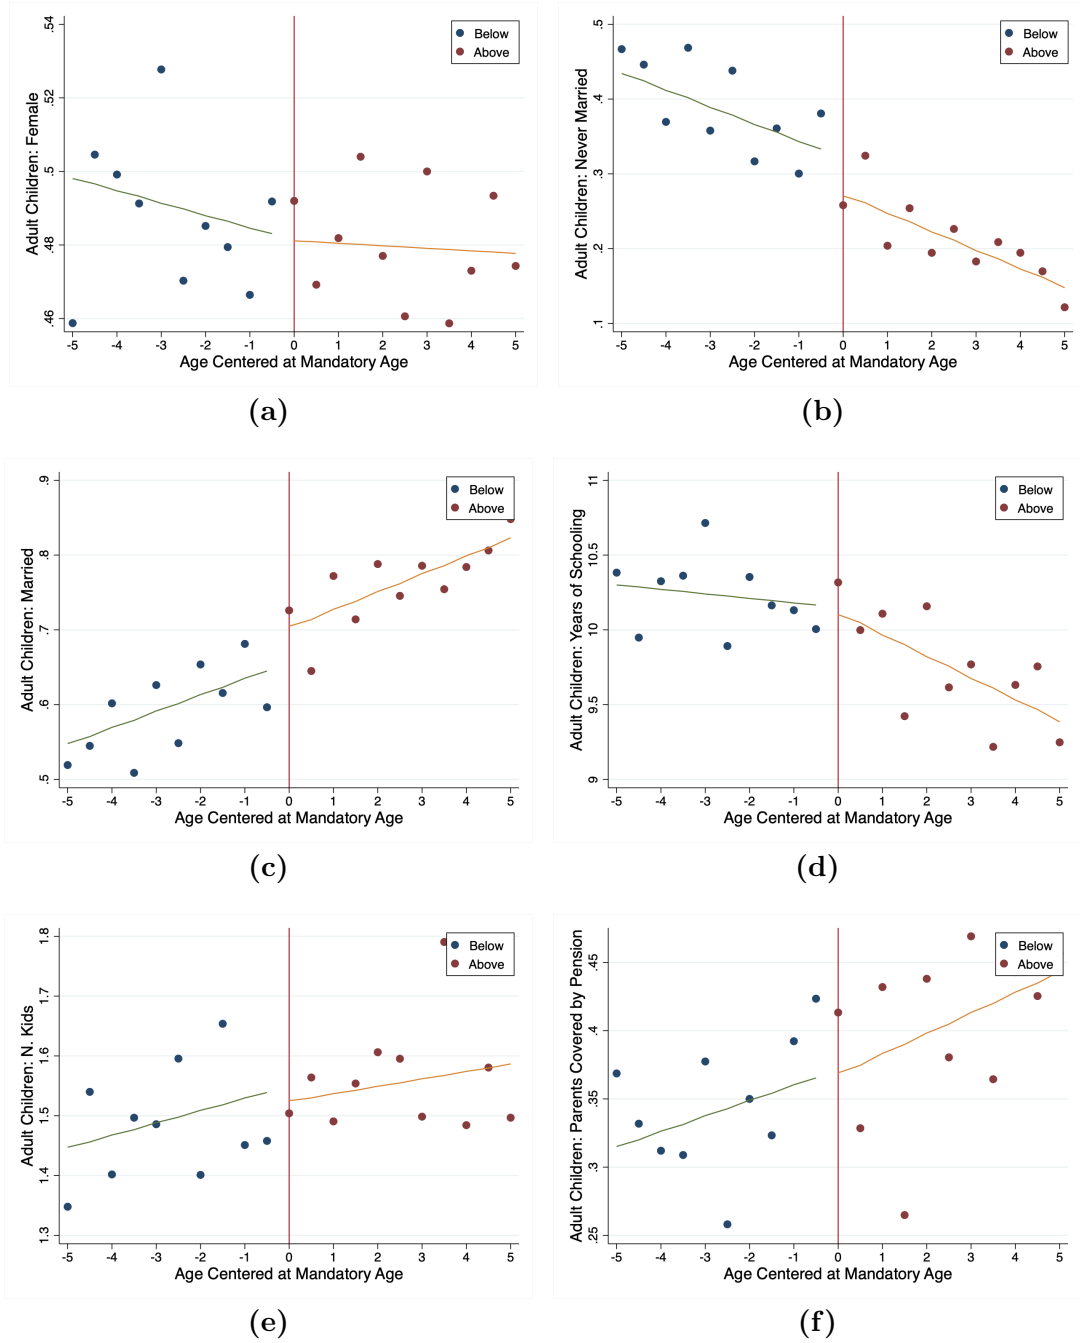 Adult Children: Female
.54
.52
.5
.48
.46
Below
Above
-5 -4 -3 -2 -1 0 1 2 3 4 5
Age Centered at Mandatory Age
(a)
Adult Children: Never Married
.5
.4
.3
.2
.1
Below
Above
-5 -4 -3 -2 -1 0 1 2 3 4 5
Age Centered at Mandatory Age
(b)
Adult Children: Married
.9
.8
.7
.6
.5
Below
Above
-5 -4 -3 -2 -1 0 1 2 3 4 5
Age Centered at Mandatory Age
(c)
Adult Children: Years of Schooling
11
10.5
10
9.5
9
Below
Above
-5 -4 -3 -2 -1 0 1 2 3 4 5
Age Centered at Mandatory Age
(d)
Adult Children: N. Kids
1.8
1.7
1.6
1.5
1.4
1.3
Below
Above
-5 -4 -3 -2 -1 0 1 2 3 4 5
Age Centered at Mandatory Age
(e)
Adult Children: Parents Covered by Pension
.45
.4
.35
.3
.25
Below
Above
-5 -4 -3 -2 -1 0 1 2 3 4 5
Age Centered at Mandatory Age
(f)